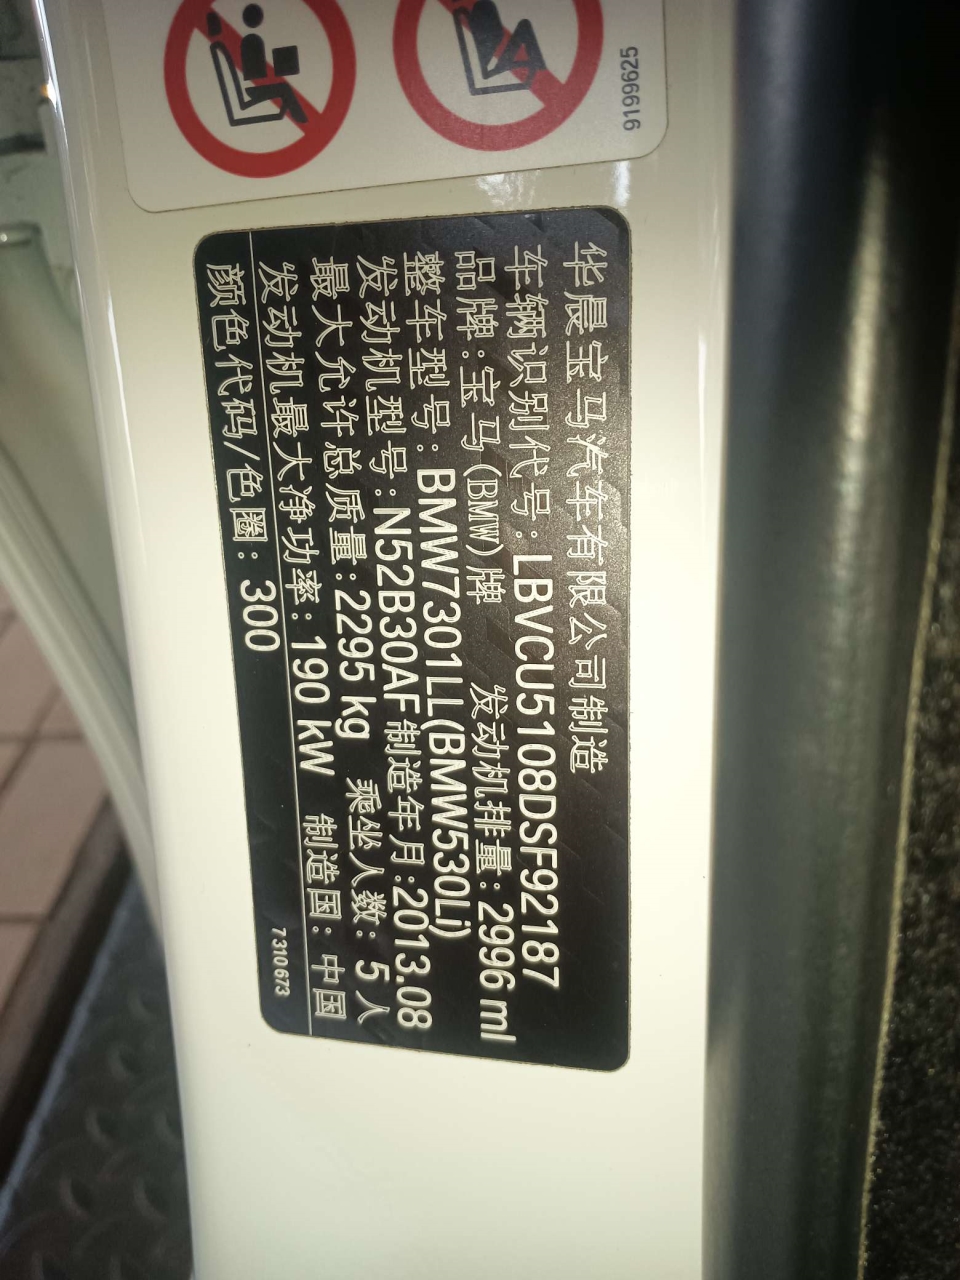 9199625
华晨宝马汽车有限公司制造
车辆识别代号:LBVCU5108DSF92187
品牌:宝马(BMW)牌 发动机排量:2996 ml
整车型号:BMW7301LL(BMW530Li)
发动机型号:N52B30AF 制造年月:2013.08
最大允许总质量:2295 kg 乘坐人数: 5 人
发动机最大净功率: 190 kW 制造国: 中国
颜色代码/色圈: 300
7310673